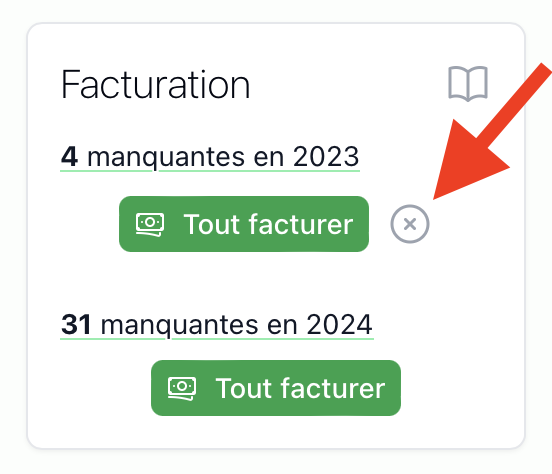 Facturation
4 manquantes en 2023
Tout facturer
31 manquantes en 2024
Tout facturer